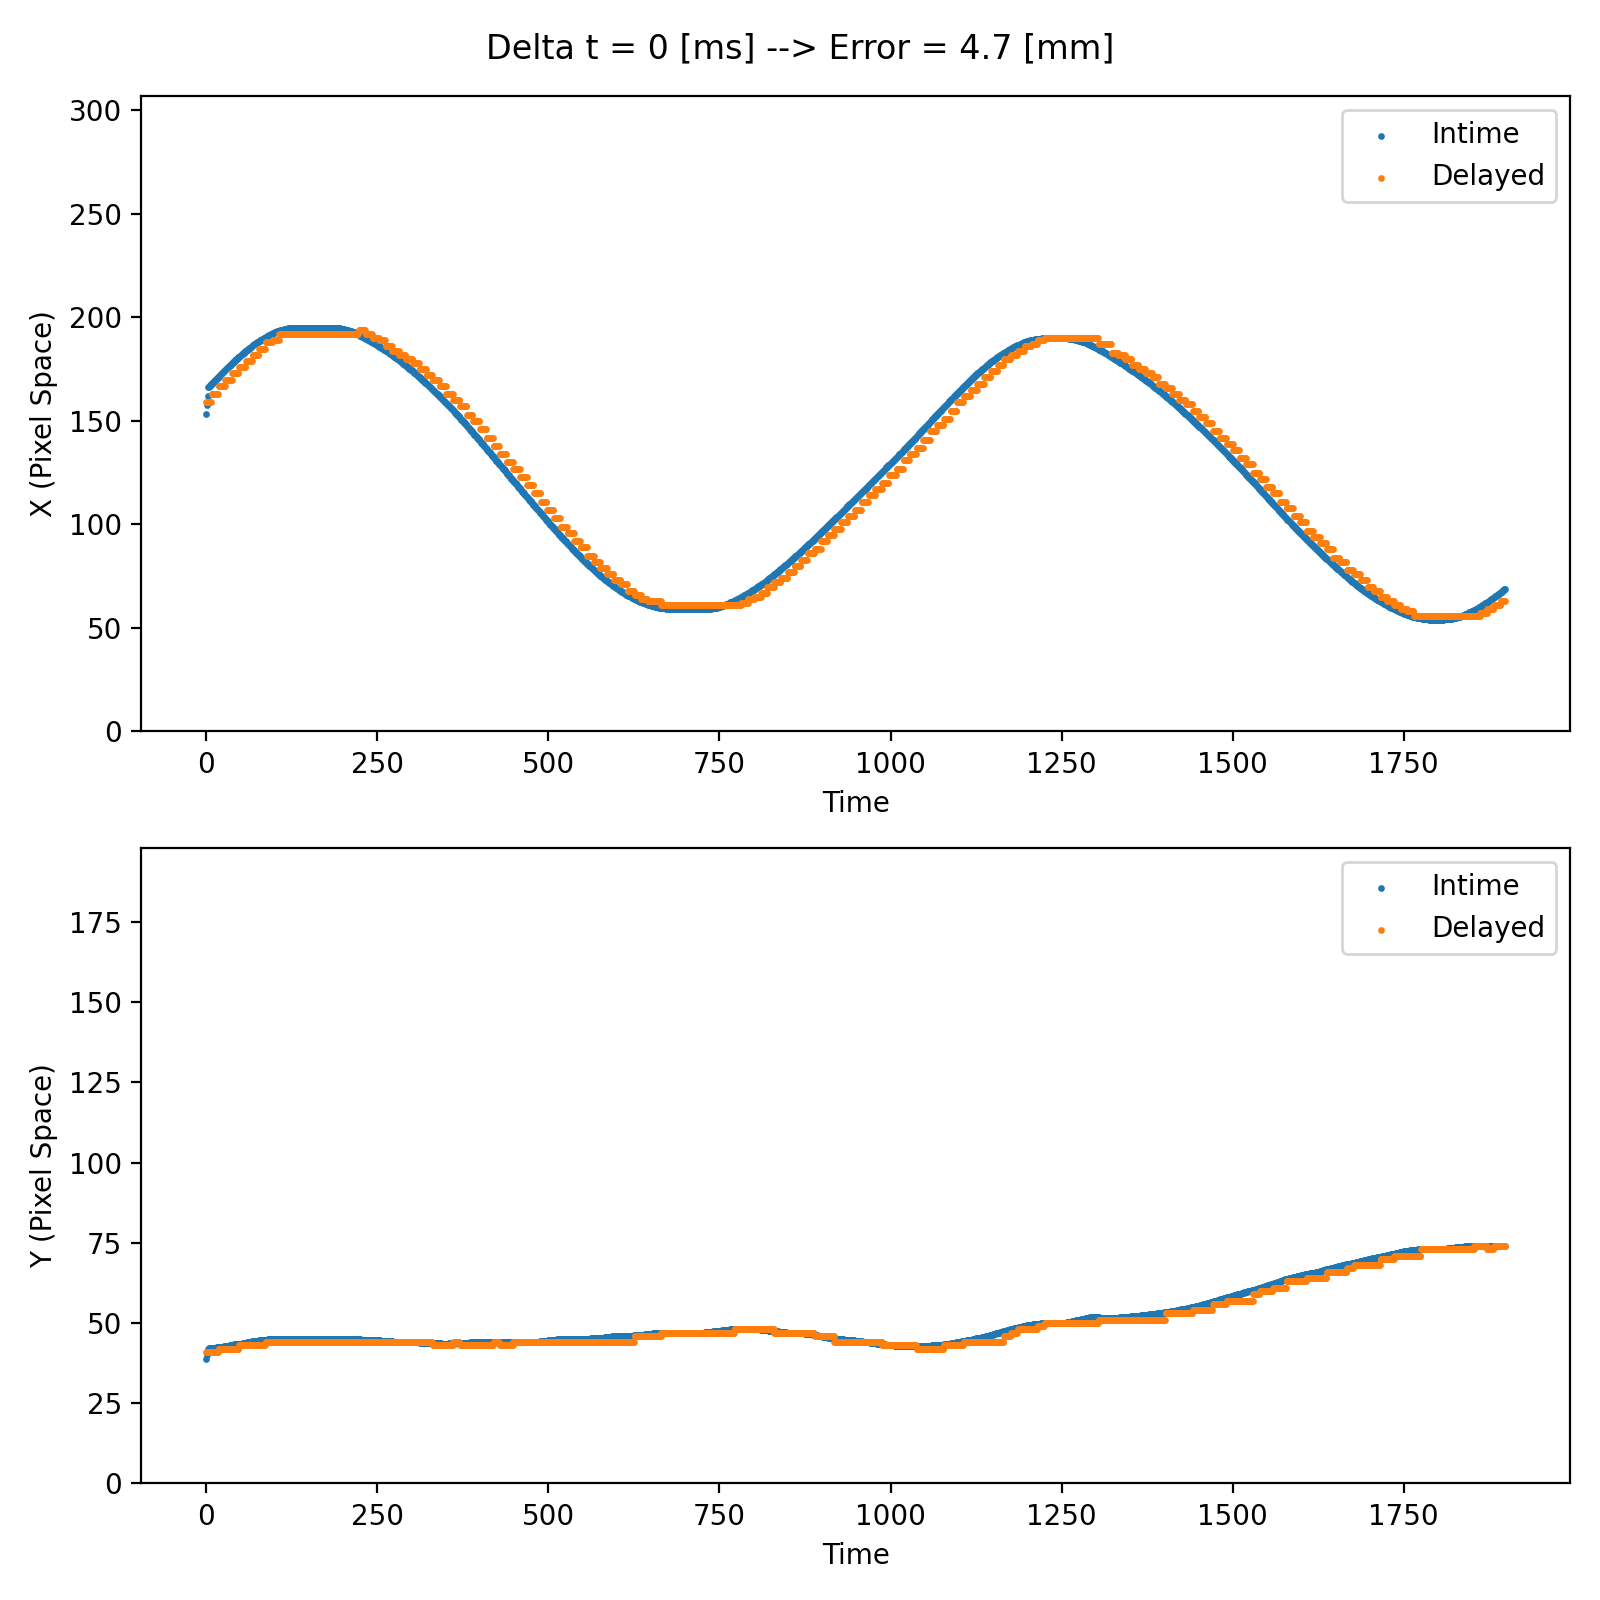 Delta t = 0 [ms] --> Error = 4.7 [mm]
300
250
200
150
100
50
0
X (Pixel Space)
Intime
Delayed
0 250 500 750 1000 1250 1500 1750
Time
175
150
125
100
75
50
25
0
Y (Pixel Space)
Intime
Delayed
0 250 500 750 1000 1250 1500 1750
Time